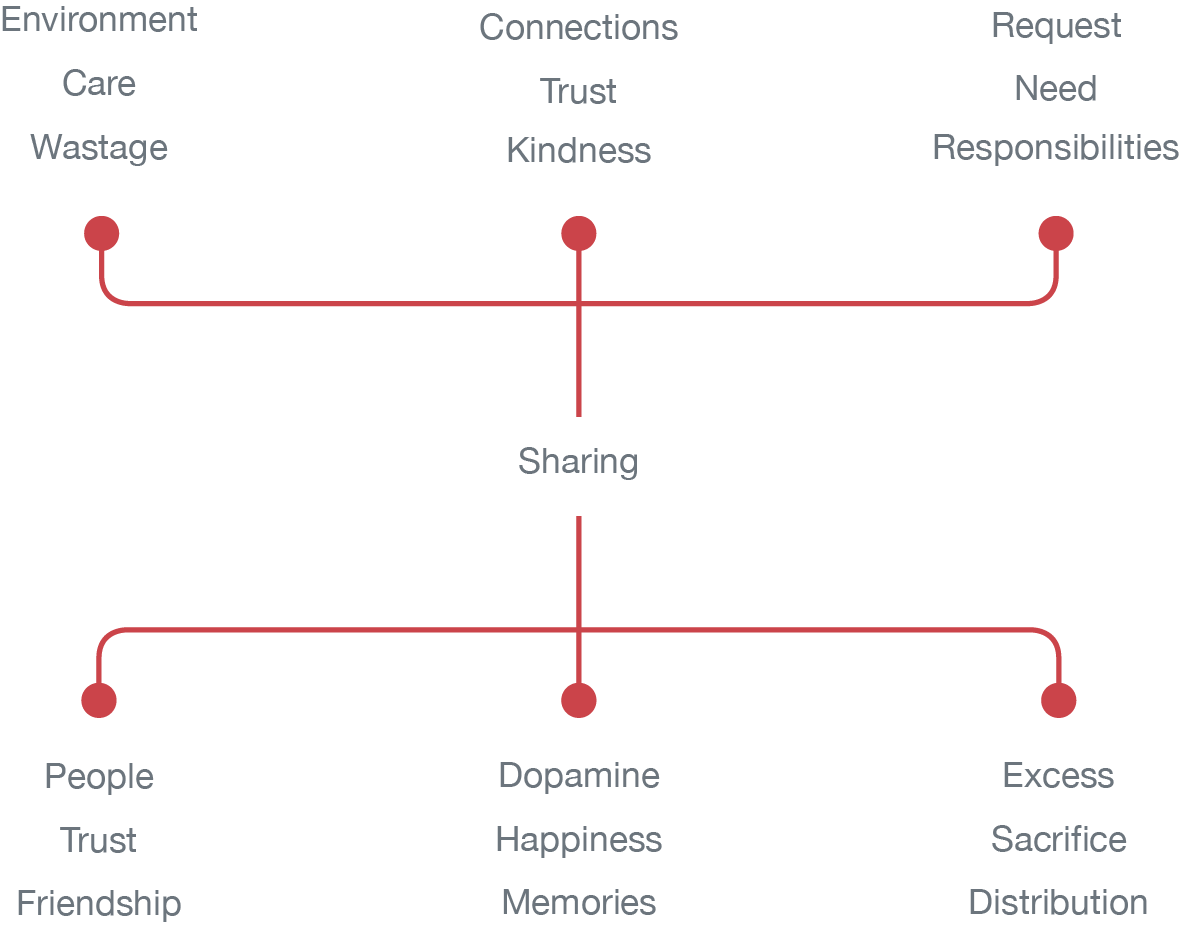 Environment
Care
Wastage
Connections
Trust
Kindness
Request
Need
Responsibilities
Sharing
People
Trust
Friendship
Dopamine
Happiness
Memories
Excess
Sacrifice
Distribution